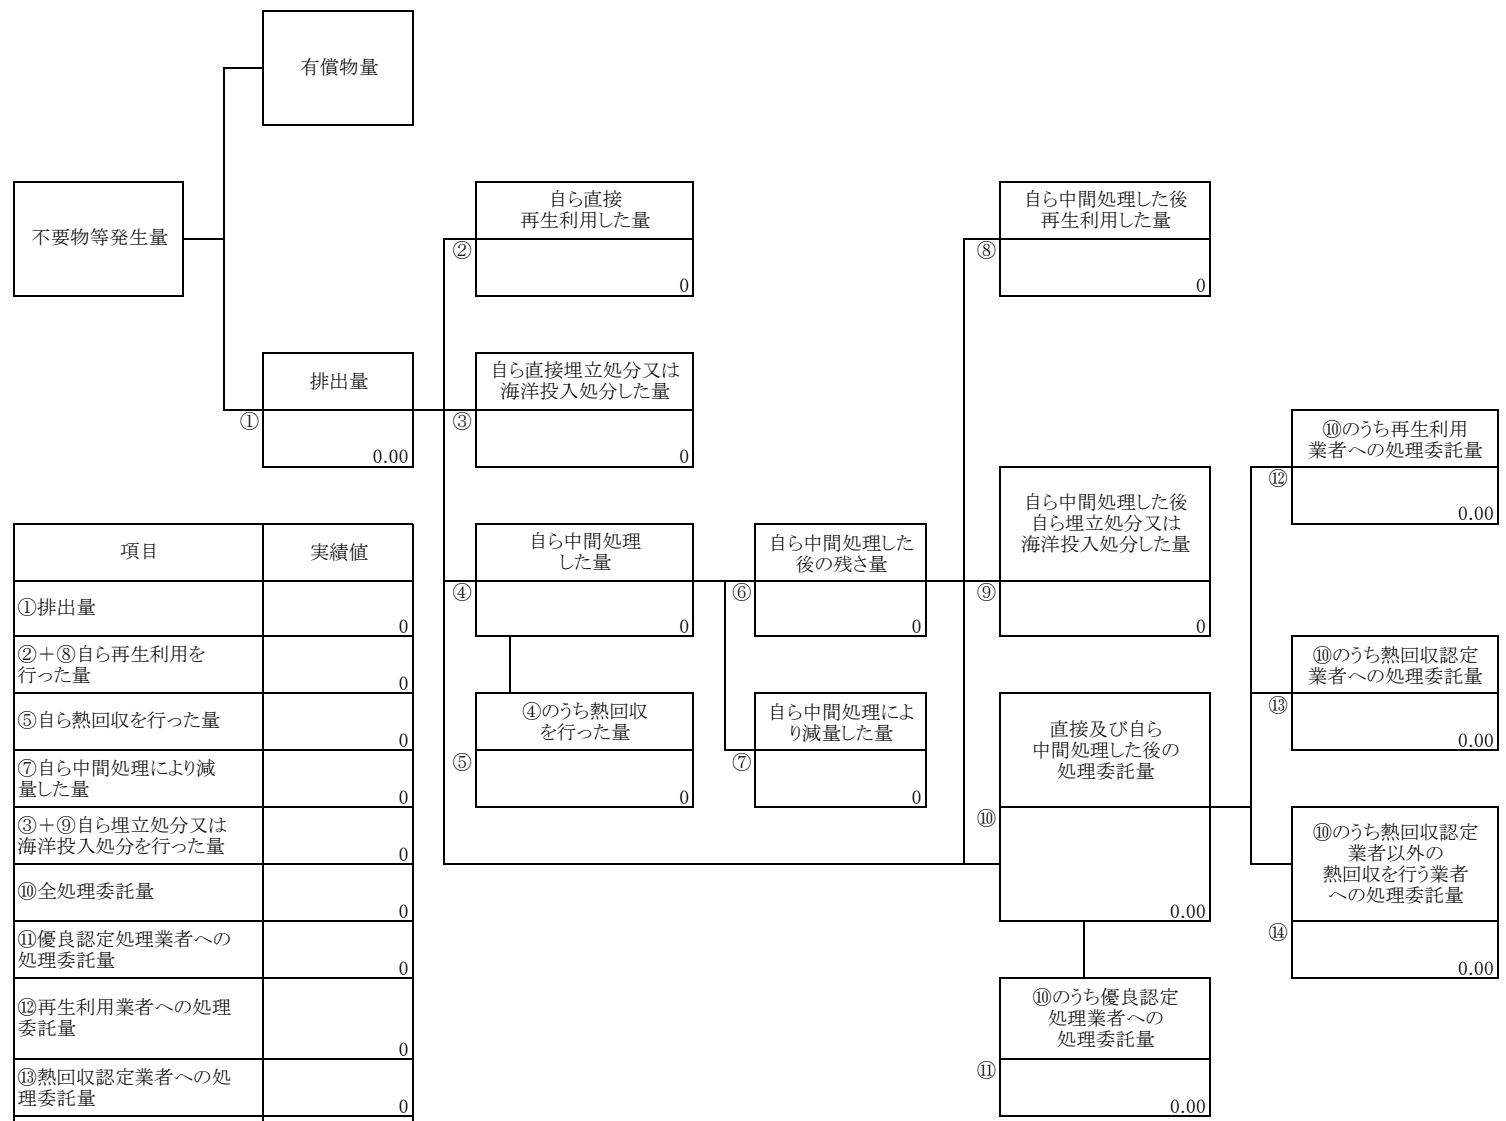 有償物量
不要物等発生量
自ら直接
再生利用した量
②
0
自ら中間処理した後
再生利用した量
⑧
0
排出量
①
0.00
自ら直接埋立処分又は
海洋投入処分した量
③
0
⑩のうち再生利用
業者への処理委託量
⑫
0.00
自ら中間処理
した量
④
0
自ら中間処理した
後の残さ量
⑥
0
自ら中間処理した後
自ら埋立処分又は
海洋投入処分した量
⑨
0
⑩のうち熱回収認定
業者への処理委託量
⑬
0.00
④のうち熱回収
を行った量
⑤
0
自ら中間処理によ
り減量した量
⑦
0
直接及び自ら
中間処理した後の
処理委託量
⑩
0.00
⑩のうち熱回収認定
業者以外の
熱回収を行う業者
への処理委託量
⑭
0.00
⑩のうち優良認定
処理業者への
処理委託量
⑪
0.00
項目 実績値
①排出量
0
②＋⑧自ら再生利用を
行った量
0
⑤自ら熱回収を行った量
0
⑦自ら中間処理により減
量した量
0
③＋⑨自ら埋立処分又は
海洋投入処分を行った量
0
⑩全処理委託量
0
⑪優良認定処理業者への
処理委託量
0
⑫再生利用業者への処理
委託量
0
⑬熱回収認定業者への処
理委託量
0